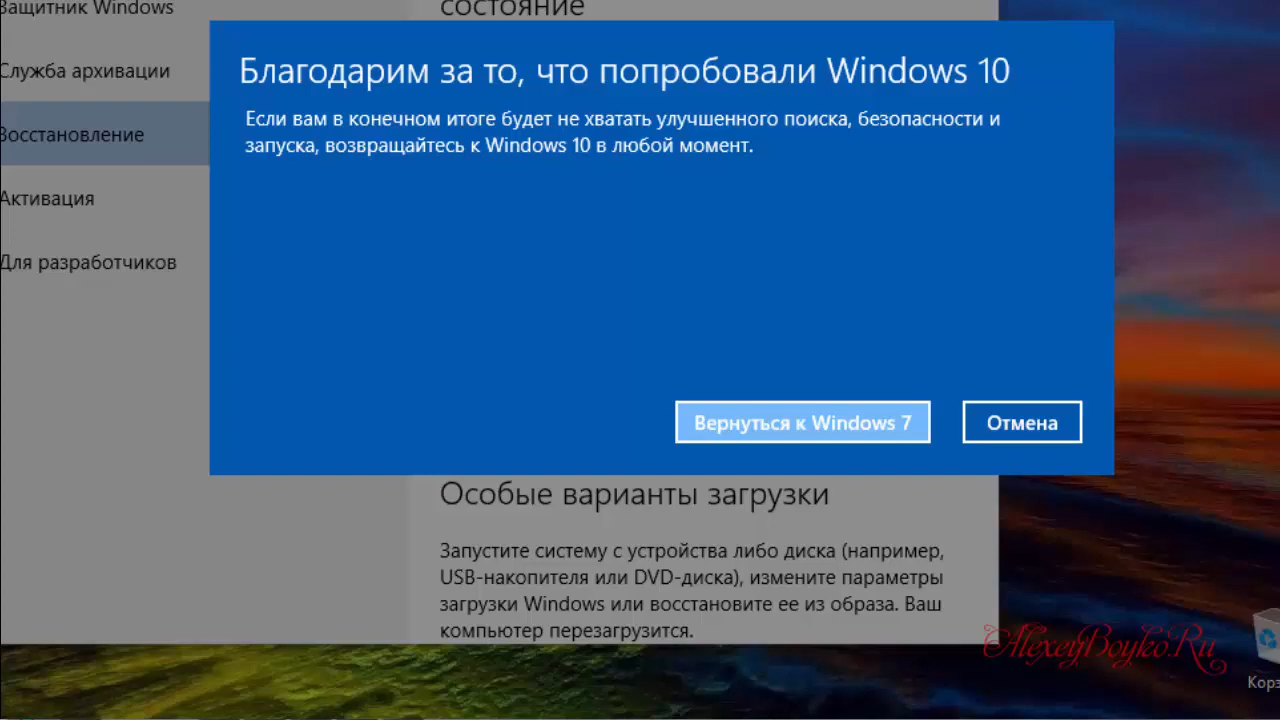 Защитник Windows
состояние
Благодарим за то, что попробовали Windows 10
Если вам в конечном итоге будет не хватать улучшенного поиска, безопасности и
запуска, возвращайтесь к Windows 10 в любой момент.
Служба архивации
Восстановление
Активация
Для разработчиков
Вернуться к Windows 7
Отмена
Особые варианты загрузки
Запустите систему с устройства либо диска (например,
USB-накопителя или DVD-диска), измените параметры
загрузки Windows или восстановите ее из образа. Ваш
компьютер перезагрузится.
AlexeyBoykoRu
Корз